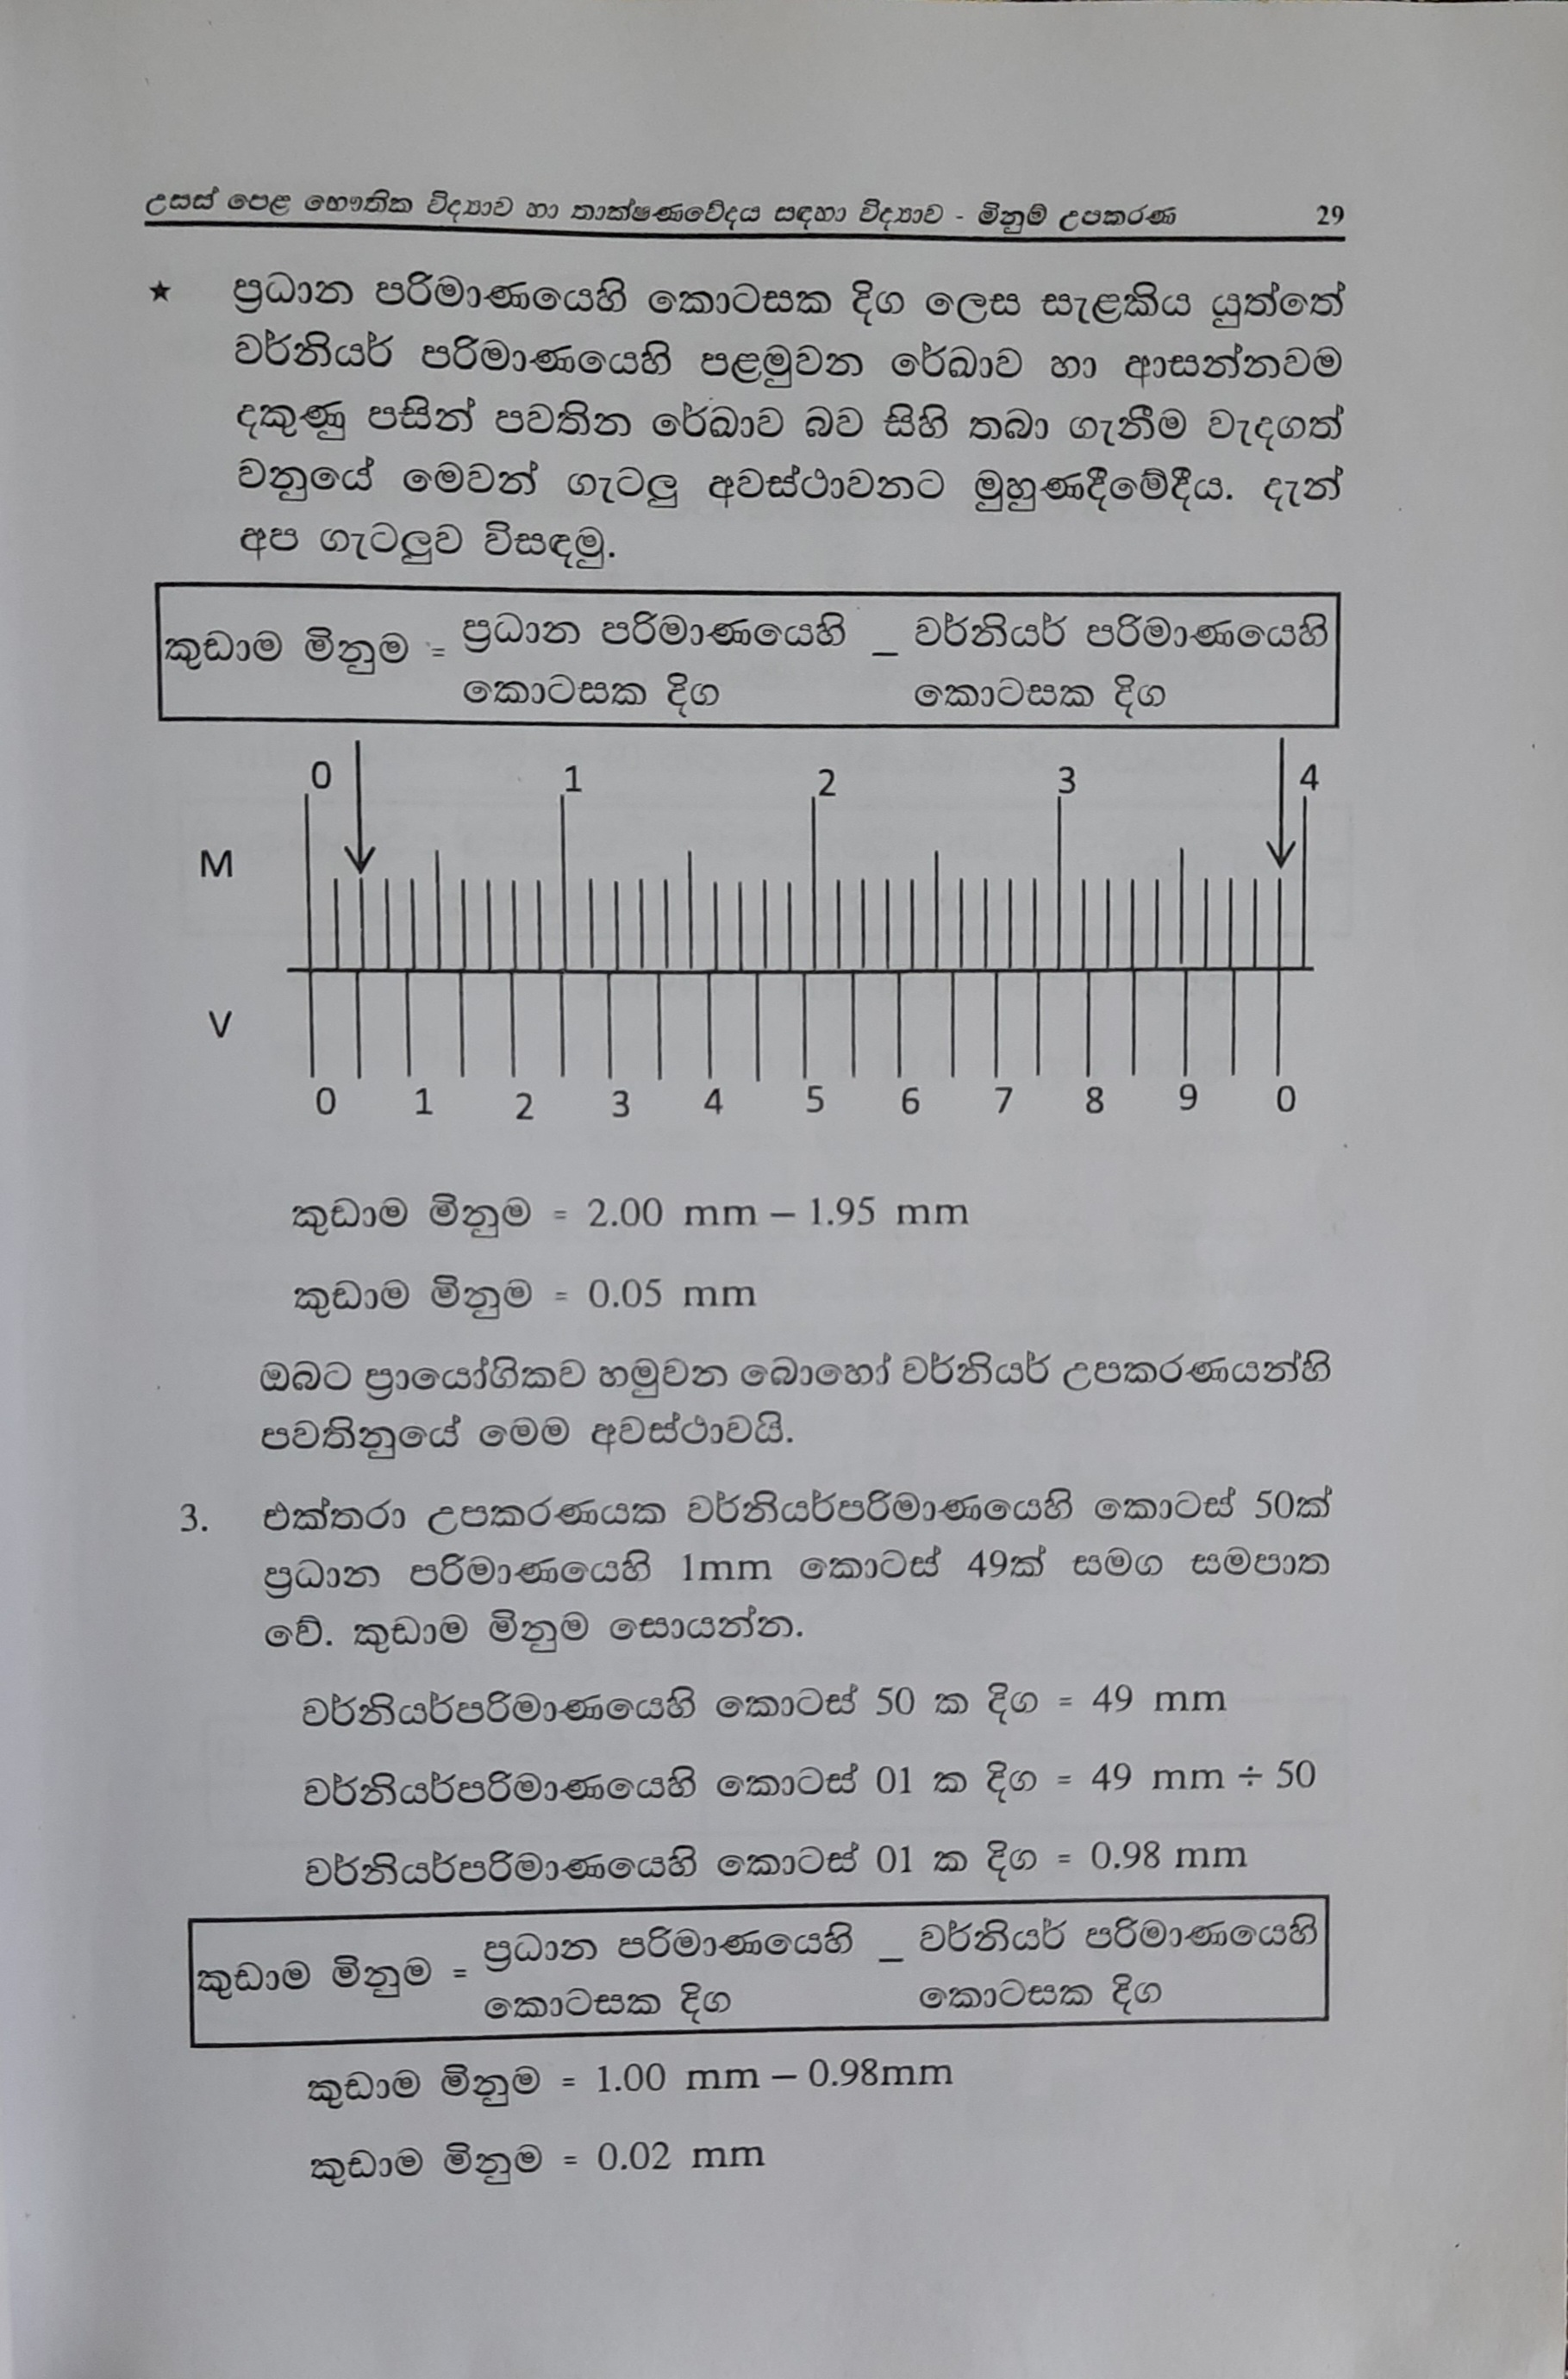 උසස් පෙළ භෞතික විද්‍යාව හා තාක්ෂණවේදය සඳහා විද්‍යාව - මිනුම් උපකරණ 29
★ ප්‍රධාන පරිමාණයෙහි කොටසක දිග ලෙස සැළකිය යුත්තේ
වර්නියර් පරිමාණයෙහි පළමුවන රේඛාව හා ආසන්නවම
දකුණු පසින් පවතින රේඛාව බව සිහි තබා ගැනීම වැදගත්
වනුයේ මෙවන් ගැටලු අවස්ථාවනට මුහුණදීමේදීය. දැන්
අප ගැටලුව විසඳමු.
කුඩාම මිනුම = ප්‍රධාන පරිමාණයෙහි – වර්නියර් පරිමාණයෙහි
කොටසක දිග කොටසක දිග
0 1 2 3 4
M
V
0 1 2 3 4 5 6 7 8 9 0
කුඩාම මිනුම = 2.00 mm – 1.95 mm
කුඩාම මිනුම = 0.05 mm
ඔබට ප්‍රායෝගිකව හමුවන බොහෝ වර්නියර් උපකරණයන්හි
පවතිනුයේ මෙම අවස්ථාවයි.
3. එක්තරා උපකරණයක වර්නියර්පරිමාණයෙහි කොටස් 50ක්
ප්‍රධාන පරිමාණයෙහි 1mm කොටස් 49ක් සමග සමපාත
වේ. කුඩාම මිනුම සොයන්න.
වර්නියර්පරිමාණයෙහි කොටස් 50 ක දිග = 49 mm
වර්නියර්පරිමාණයෙහි කොටස් 01 ක දිග = 49 mm ÷ 50
වර්නියර්පරිමාණයෙහි කොටස් 01 ක දිග = 0.98 mm
කුඩාම මිනුම = ප්‍රධාන පරිමාණයෙහි – වර්නියර් පරිමාණයෙහි
කොටසක දිග කොටසක දිග
කුඩාම මිනුම = 1.00 mm – 0.98mm
කුඩාම මිනුම = 0.02 mm